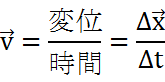 v⃗ = 変位/時間 = Δx⃗/Δt